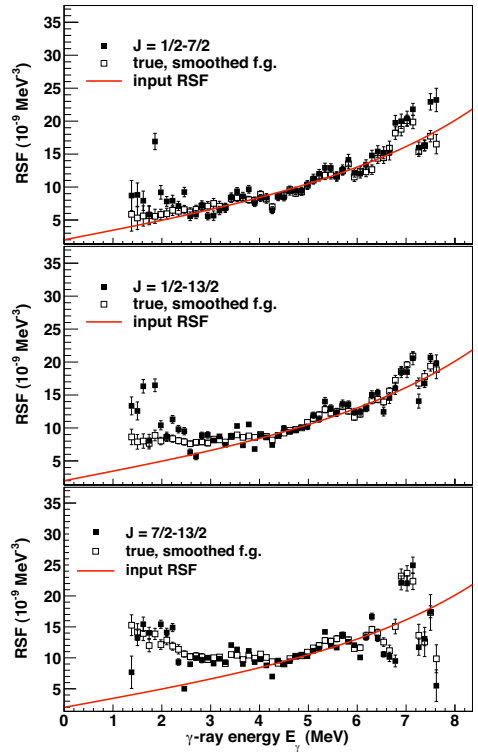 35
30
25
20
15
10
5
RSF (10⁻⁹ MeV⁻³)
J = 1/2-7/2
true, smoothed f.g.
input RSF
35
30
25
20
15
10
5
RSF (10⁻⁹ MeV⁻³)
J = 1/2-13/2
true, smoothed f.g.
input RSF
35
30
25
20
15
10
5
RSF (10⁻⁹ MeV⁻³)
J = 7/2-13/2
true, smoothed f.g.
input RSF
0 1 2 3 4 5 6 7 8
γ-ray energy E_γ (MeV)